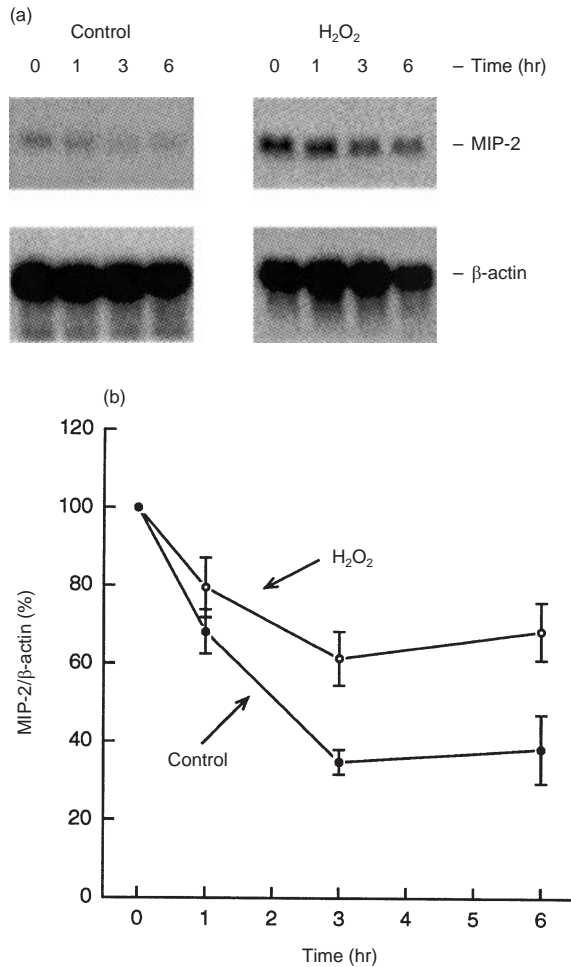 (a)
Control H₂O₂
0 1 3 6 0 1 3 6 – Time (hr)
– MIP-2
– β-actin
(b)
120
100
80
60
40
20
0
MIP-2/β-actin (%)
H₂O₂
Control
0 1 2 3 4 5 6
Time (hr)